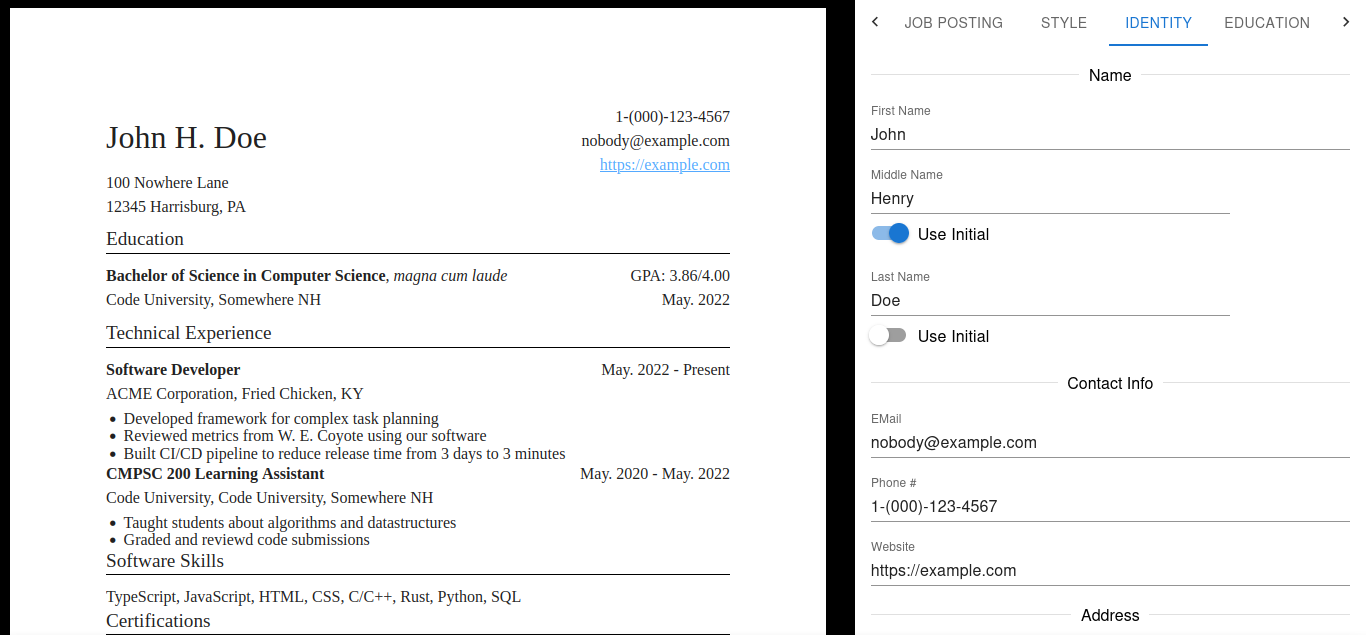 John H. Doe
1-(000)-123-4567
nobody@example.com
https://example.com
100 Nowhere Lane
12345 Harrisburg, PA
Education
Bachelor of Science in Computer Science, magna cum laude GPA: 3.86/4.00
Code University, Somewhere NH May. 2022
Technical Experience
Software Developer May. 2022 - Present
ACME Corporation, Fried Chicken, KY
• Developed framework for complex task planning
• Reviewed metrics from W. E. Coyote using our software
• Built CI/CD pipeline to reduce release time from 3 days to 3 minutes
CMPSC 200 Learning Assistant May. 2020 - May. 2022
Code University, Code University, Somewhere NH
• Taught students about algorithms and datastructures
• Graded and reviewd code submissions
Software Skills
TypeScript, JavaScript, HTML, CSS, C/C++, Rust, Python, SQL
Certifications
JOB POSTING STYLE IDENTITY EDUCATION
Name
First Name
John
Middle Name
Henry
Use Initial
Last Name
Doe
Use Initial
Contact Info
EMail
nobody@example.com
Phone #
1-(000)-123-4567
Website
https://example.com
Address